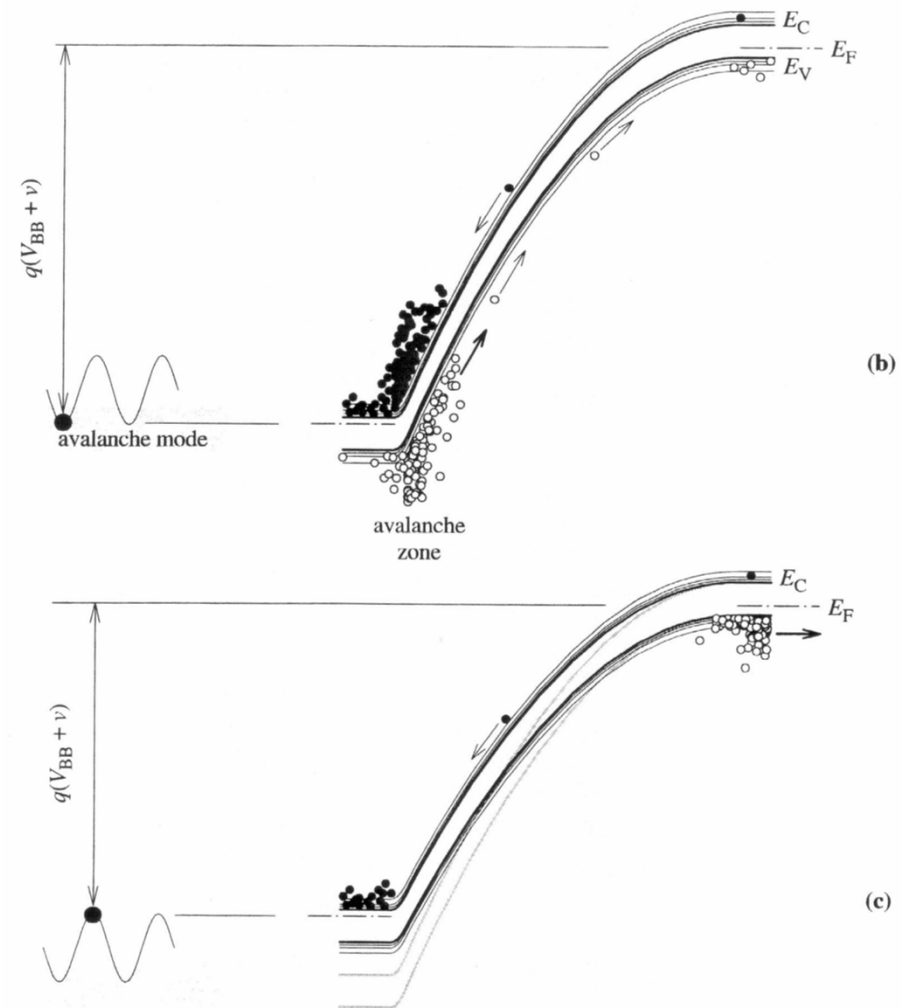 E_C
E_F
E_V
q(V_BB + v)
(b)
avalanche mode
avalanche
zone
E_C
E_F
q(V_BB + v)
(c)